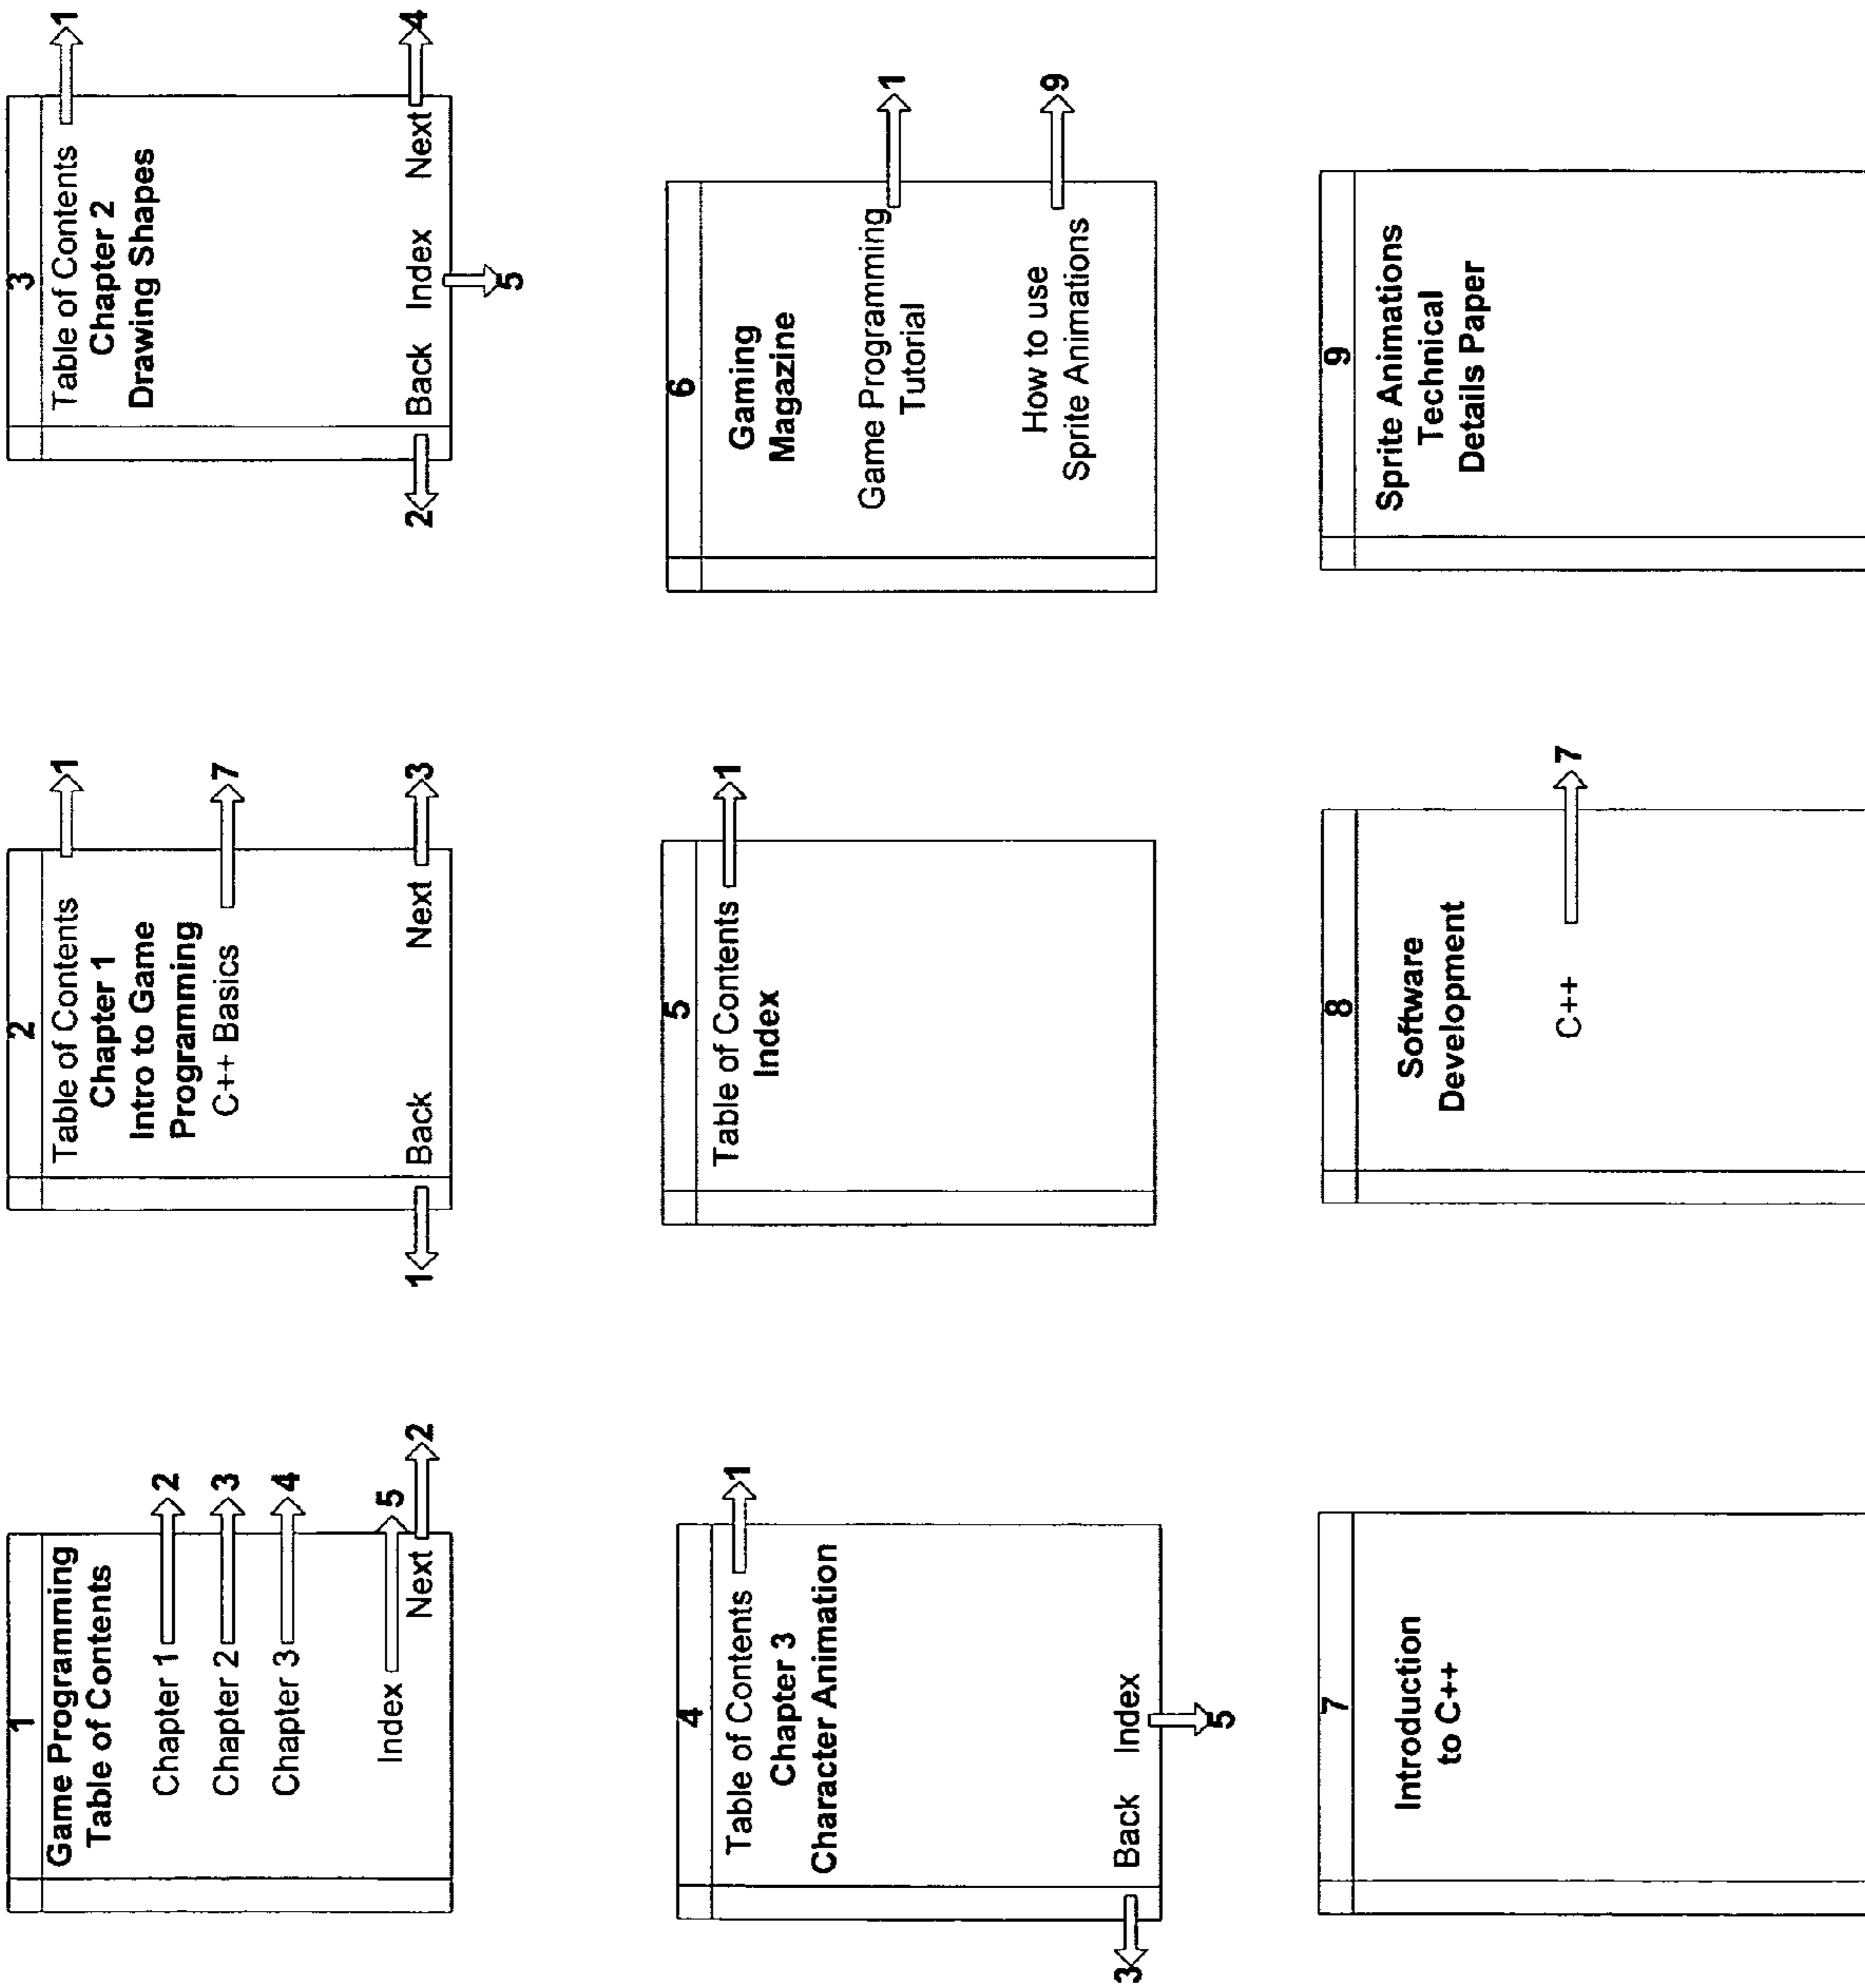 1
Game Programming
Table of Contents
Chapter 1 2
Chapter 2 3
Chapter 3 4
Index 5
Next 2
2
Table of Contents 1
Chapter 1
Intro to Game
Programming
C++ Basics 7
1 Back Next 3
3
Table of Contents 1
Chapter 2
Drawing Shapes
2 Back Index Next 4
5
4
Table of Contents 1
Chapter 3
Character Animation
3 Back Index
5
5
Table of Contents 1
Index
6
Gaming
Magazine
Game Programming 1
Tutorial
How to use 9
Sprite Animations
7
Introduction
to C++
8
Software
Development
C++ 7
9
Sprite Animations
Technical
Details Paper